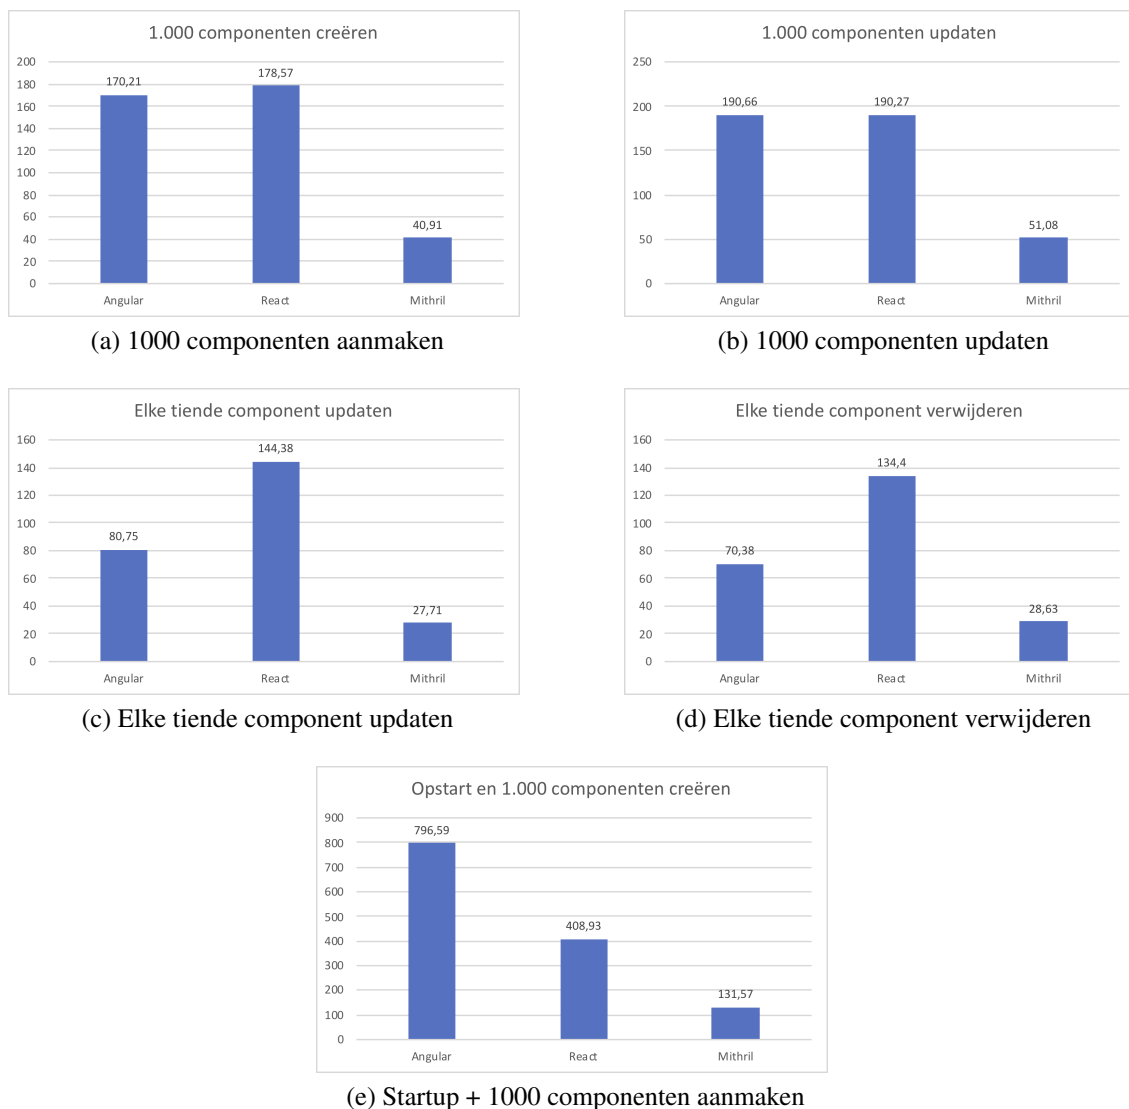 1.000 componenten creëren
200
180
160
140
120
100
80
60
40
20
0
170,21
178,57
40,91
Angular
React
Mithril
(a) 1000 componenten aanmaken
1.000 componenten updaten
250
200
150
100
50
0
190,66
190,27
51,08
Angular
React
Mithril
(b) 1000 componenten updaten
Elke tiende component updaten
160
140
120
100
80
60
40
20
0
80,75
144,38
27,71
Angular
React
Mithril
(c) Elke tiende component updaten
Elke tiende component verwijderen
160
140
120
100
80
60
40
20
0
70,38
134,4
28,63
Angular
React
Mithril
(d) Elke tiende component verwijderen
Opstart en 1.000 componenten creëren
900
800
700
600
500
400
300
200
100
0
796,59
408,93
131,57
Angular
React
Mithril
(e) Startup + 1000 componenten aanmaken